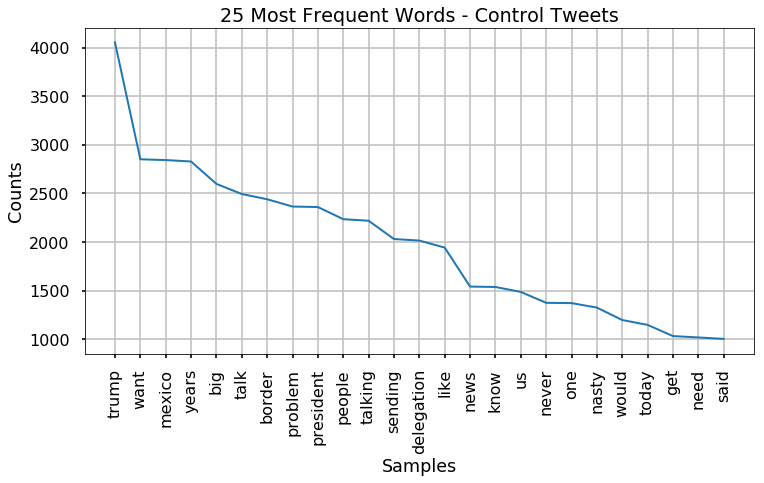 25 Most Frequent Words - Control Tweets
Counts
4000
3500
3000
2500
2000
1500
1000
trump
want
mexico
years
big
talk
border
problem
president
people
talking
sending
delegation
like
news
know
us
never
one
nasty
would
today
get
need
said
Samples